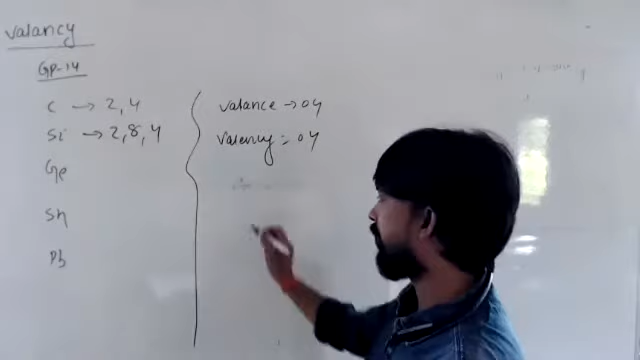 Valancy
Gp-14
C → 2, 4
Si → 2, 8, 4
Ge
Sn
Pb
Valance → 04
Valency = 04